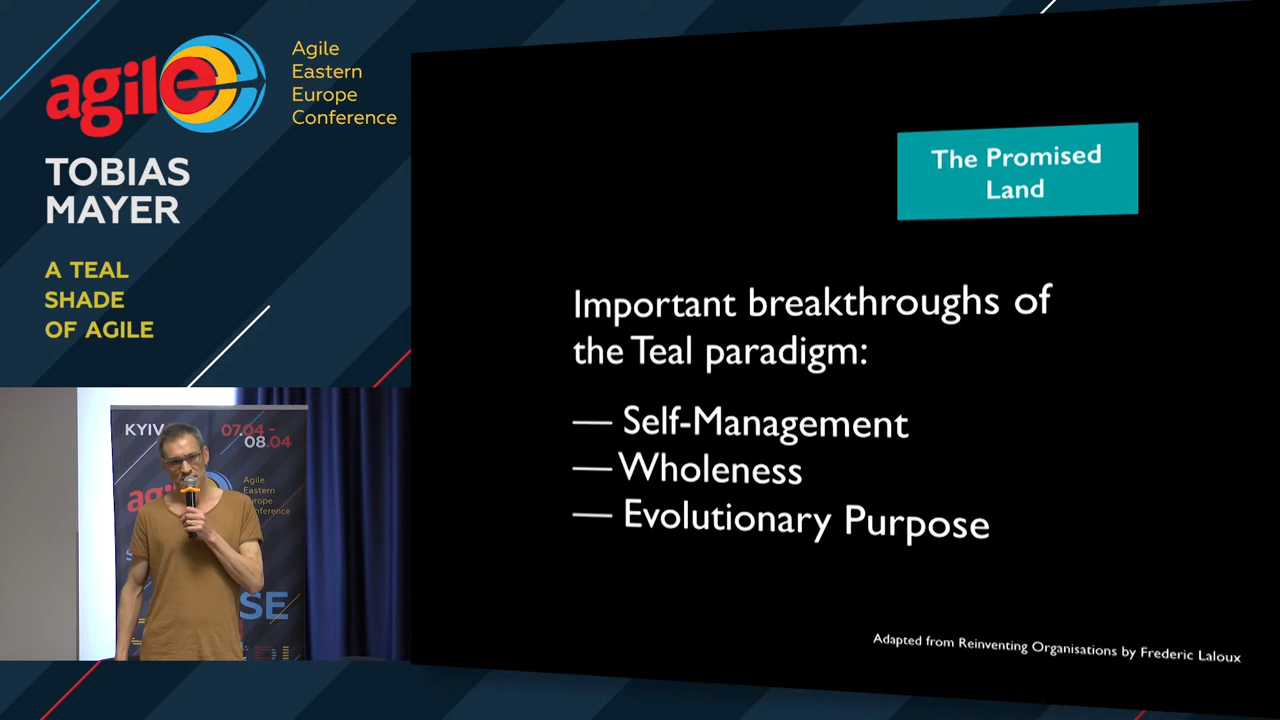 agile
Agile
Eastern
Europe
Conference
TOBIAS
MAYER
A TEAL
SHADE
OF AGILE
KYIV
07.04 -
08.04
Agile
Eastern
Europe
Conference
SE
The Promised
Land
Important breakthroughs of
the Teal paradigm:
— Self-Management
— Wholeness
— Evolutionary Purpose
Adapted from Reinventing Organisations by Frederic Laloux